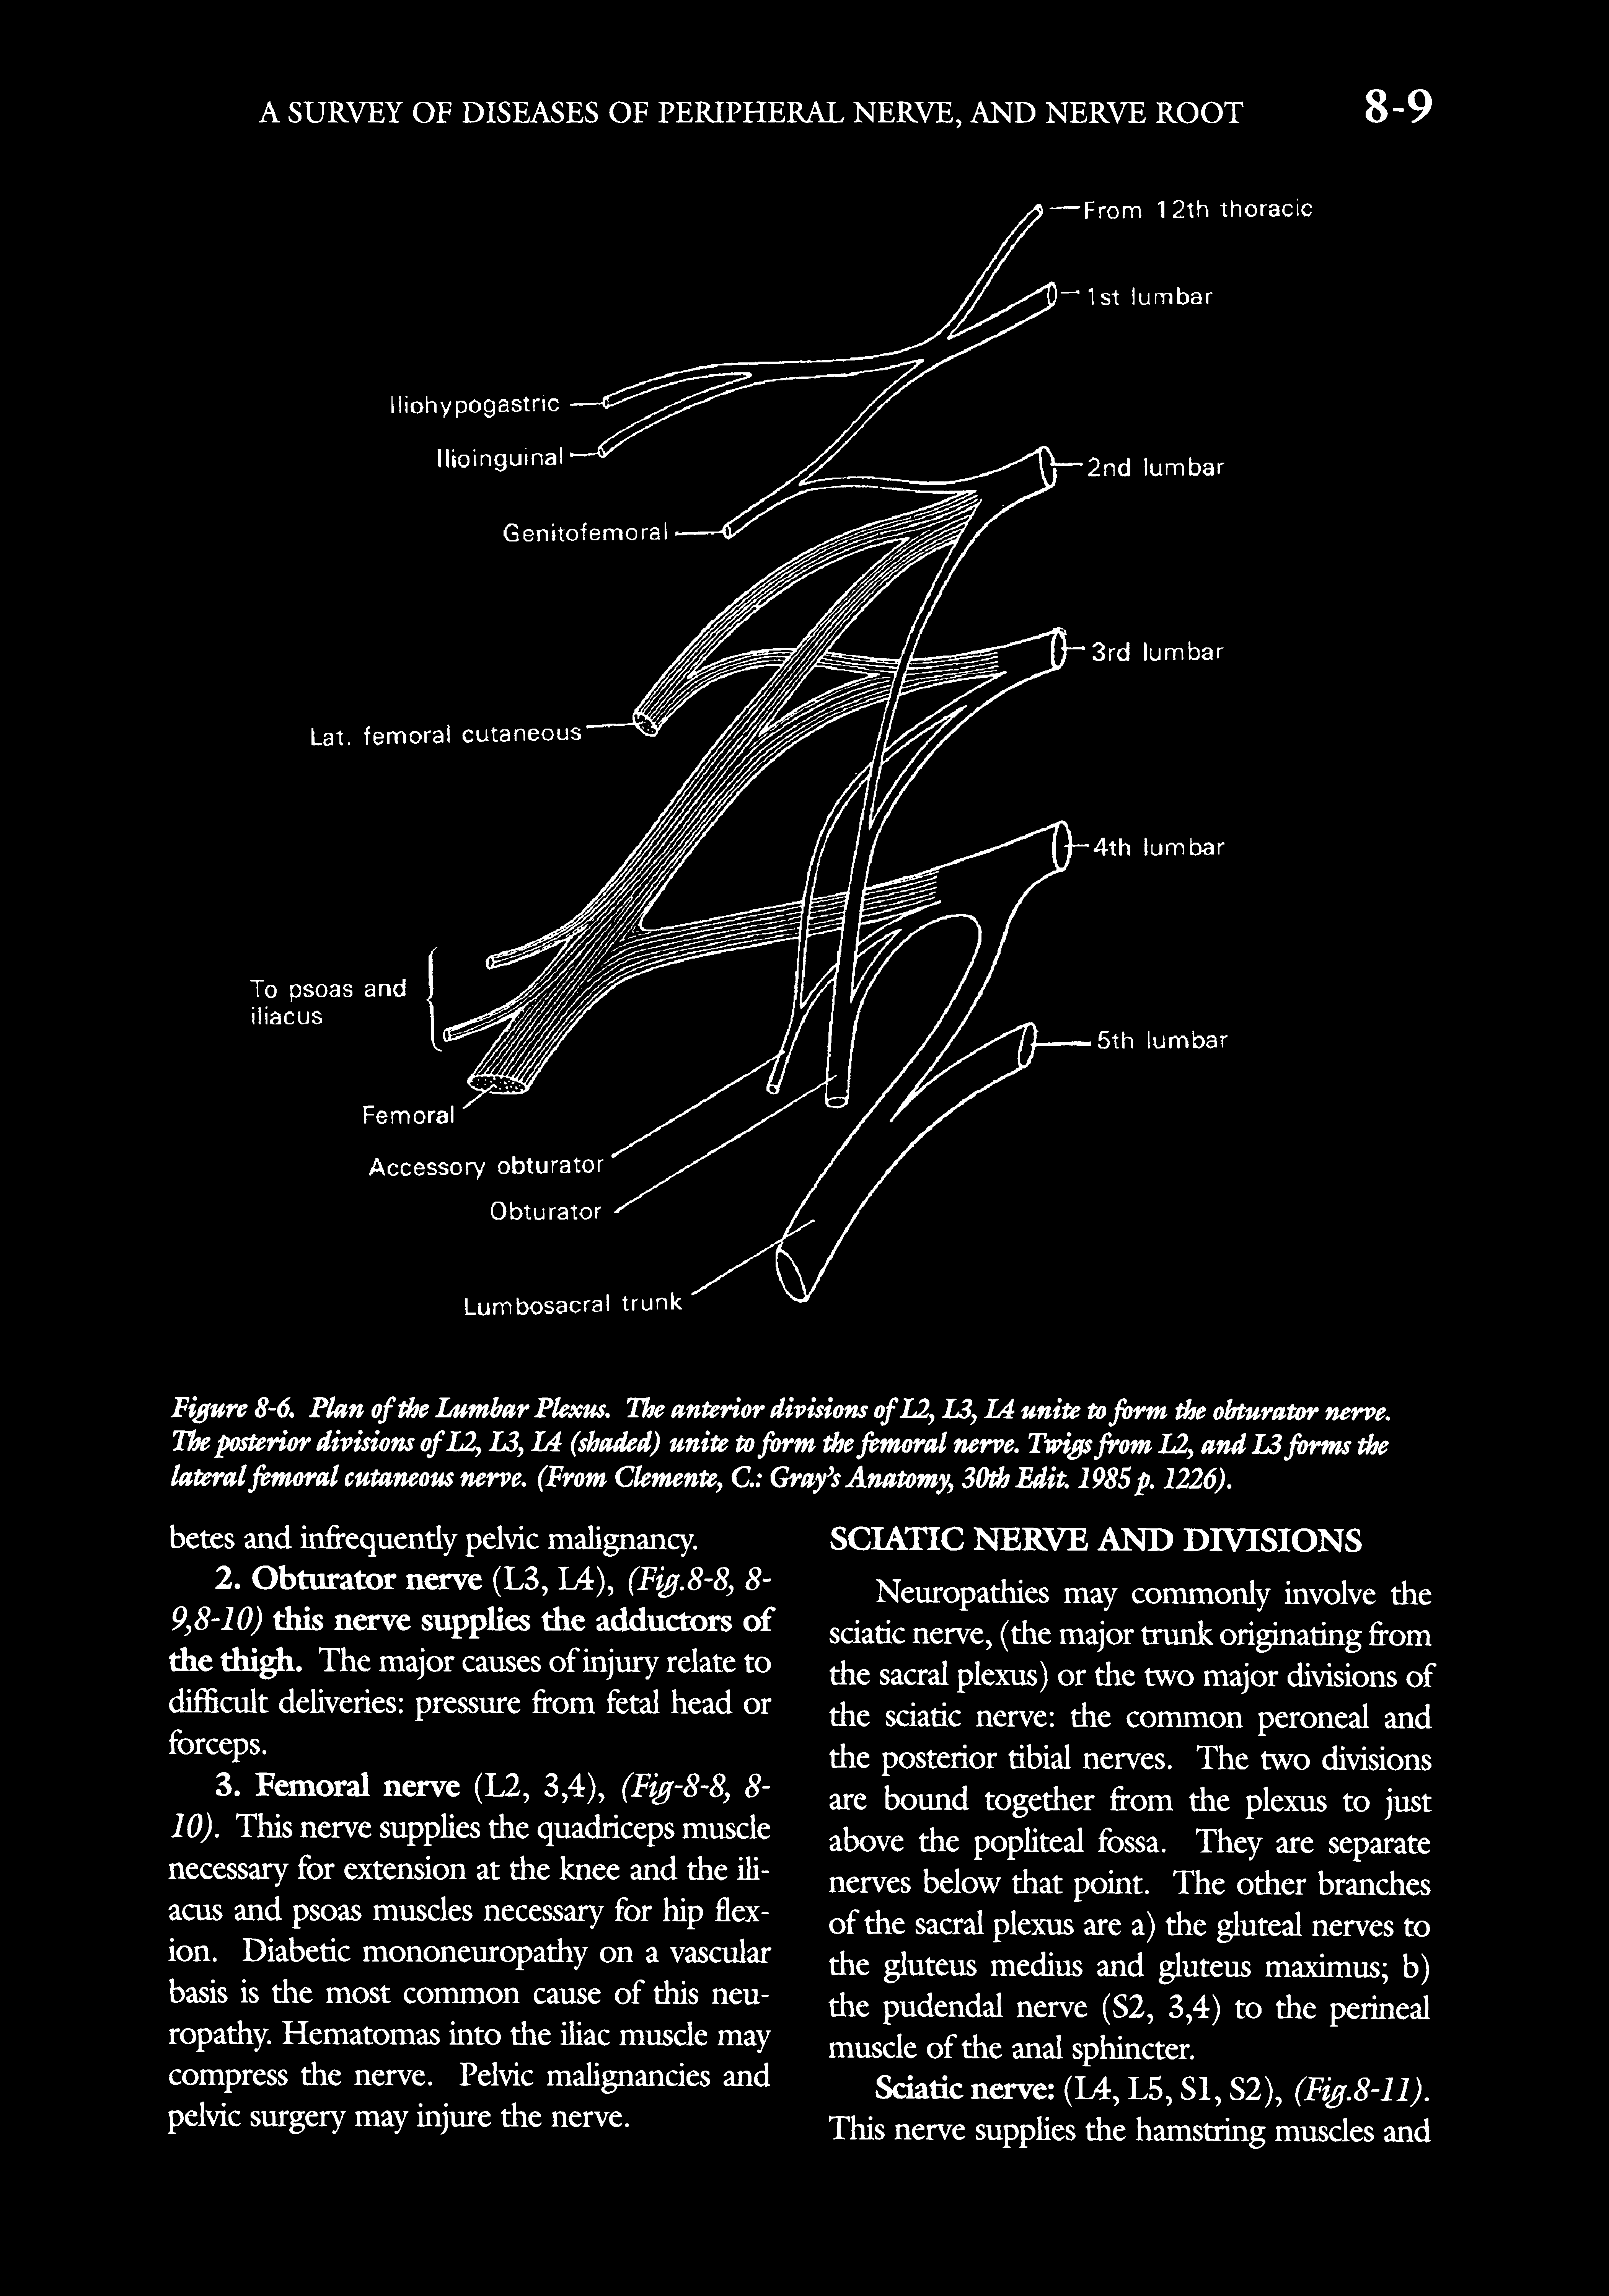 A SURVEY OF DISEASES OF PERIPHERAL NERVE, AND NERVE ROOT 8-9
From 12th thoracic
1st lumbar
Iliohypogastric
Ilioinguinal
2nd lumbar
Genitofemoral
3rd lumbar
Lat. femoral cutaneous
4th lumbar
To psoas and
iliacus
5th lumbar
Femoral
Accessory obturator
Obturator
Lumbosacral trunk
Figure 8-6. Plan of the Lumbar Plexus. The anterior divisions of L2, L3, L4 unite to form the obturator nerve.
The posterior divisions of L2, L3, L4 (shaded) unite to form the femoral nerve. Twigs from L2, and L3 forms the
lateral femoral cutaneous nerve. (From Clemente, C.: Gray's Anatomy, 30th Edit. 1985 p. 1226).
betes and infrequently pelvic malignancy.
2. Obturator nerve (L3, L4), (Fig.8-8, 8-
9,8-10) this nerve supplies the adductors of
the thigh. The major causes of injury relate to
difficult deliveries: pressure from fetal head or
forceps.
3. Femoral nerve (L2, 3,4), (Fig-8-8, 8-
10). This nerve supplies the quadriceps muscle
necessary for extension at the knee and the ili-
acus and psoas muscles necessary for hip flex-
ion. Diabetic mononeuropathy on a vascular
basis is the most common cause of this neu-
ropathy. Hematomas into the iliac muscle may
compress the nerve. Pelvic malignancies and
pelvic surgery may injure the nerve.
SCIATIC NERVE AND DIVISIONS
Neuropathies may commonly involve the
sciatic nerve, (the major trunk originating from
the sacral plexus) or the two major divisions of
the sciatic nerve: the common peroneal and
the posterior tibial nerves. The two divisions
are bound together from the plexus to just
above the popliteal fossa. They are separate
nerves below that point. The other branches
of the sacral plexus are a) the gluteal nerves to
the gluteus medius and gluteus maximus; b)
the pudendal nerve (S2, 3,4) to the perineal
muscle of the anal sphincter.
Sciatic nerve: (L4, L5, S1, S2), (Fig.8-11).
This nerve supplies the hamstring muscles and